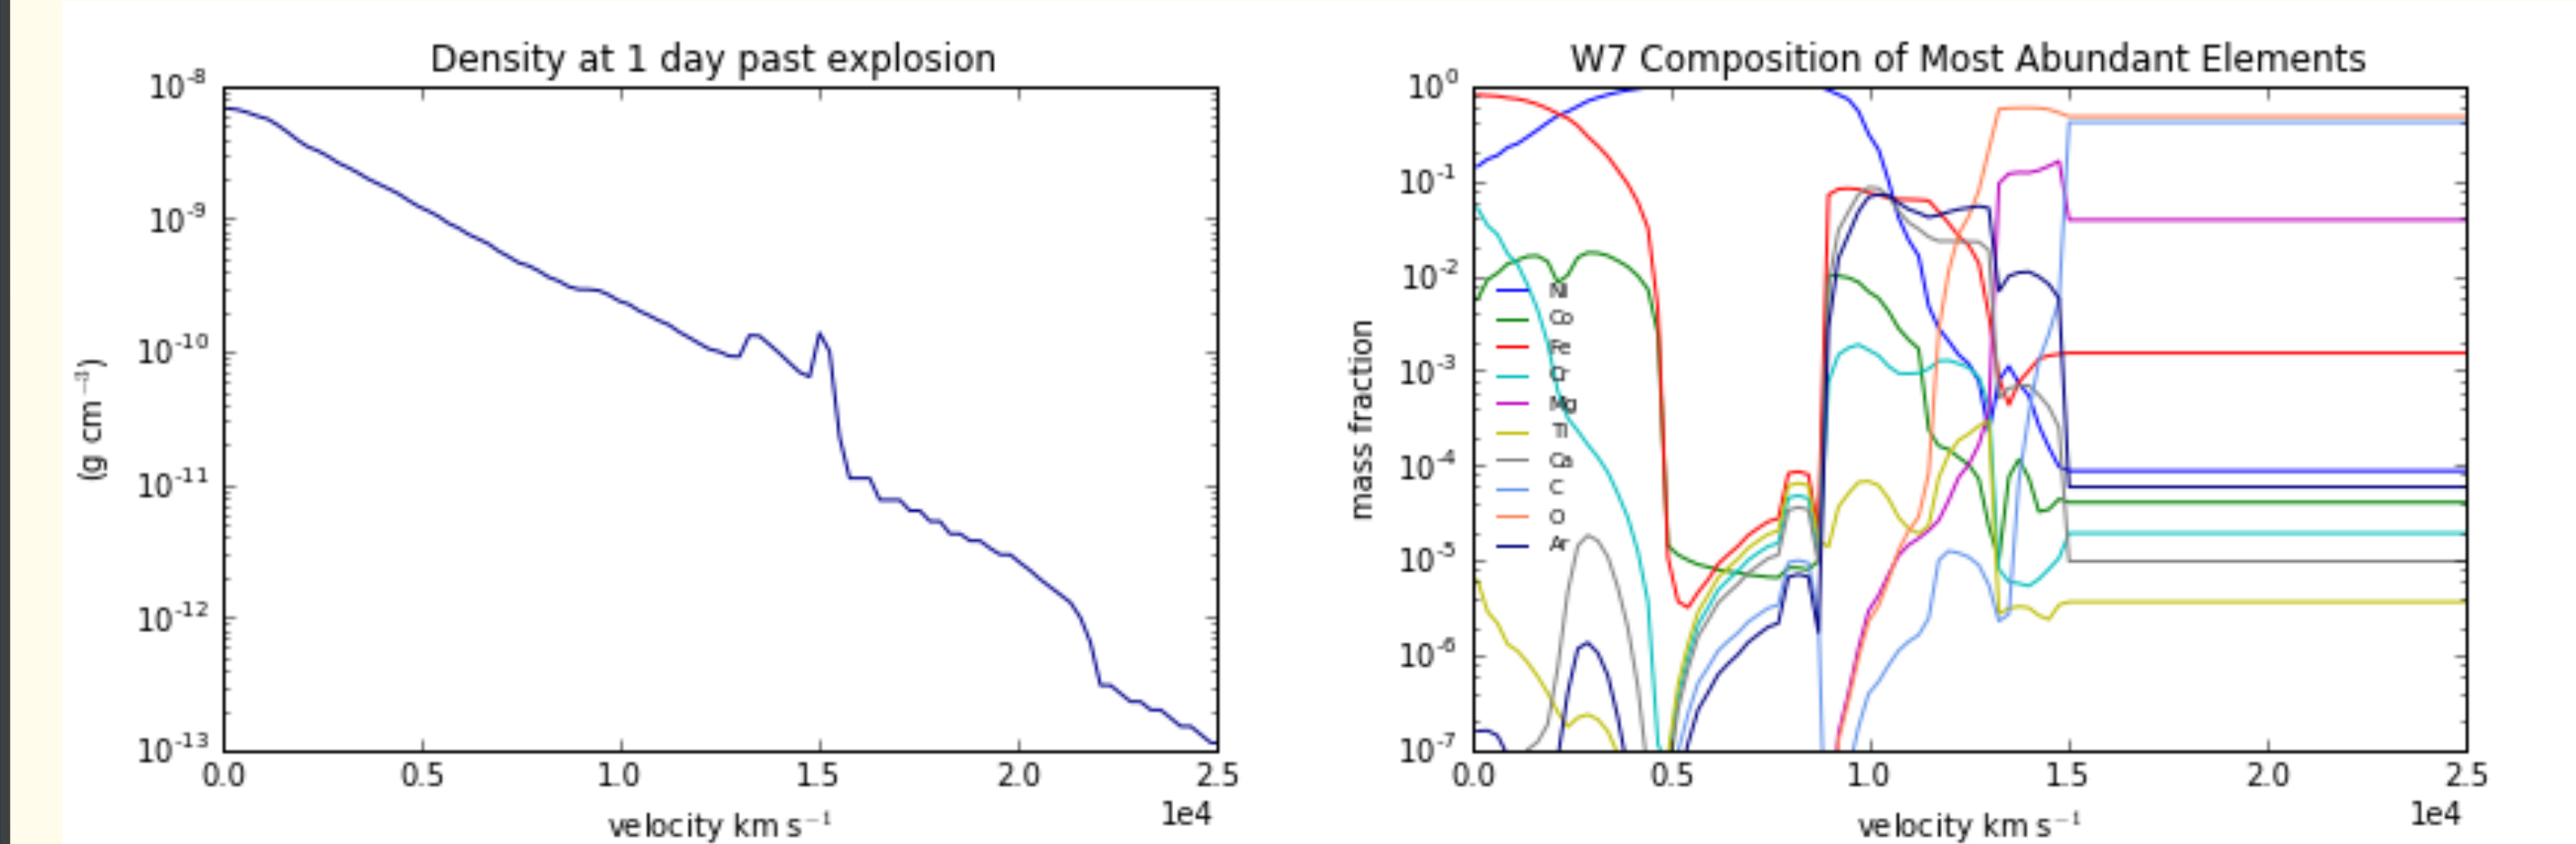 Density at 1 day past explosion
10⁻⁸
10⁻⁹
10⁻¹⁰
10⁻¹¹
10⁻¹²
10⁻¹³
(g cm⁻³)
0.0 0.5 1.0 1.5 2.0 2.5
1e4
velocity km s⁻¹
W7 Composition of Most Abundant Elements
10⁰
10⁻¹
10⁻²
10⁻³
10⁻⁴
10⁻⁵
10⁻⁶
10⁻⁷
mass fraction
Ni
Co
Fe
Cr
Mg
Ti
Ca
C
O
Ar
0.0 0.5 1.0 1.5 2.0 2.5
1e4
velocity km s⁻¹